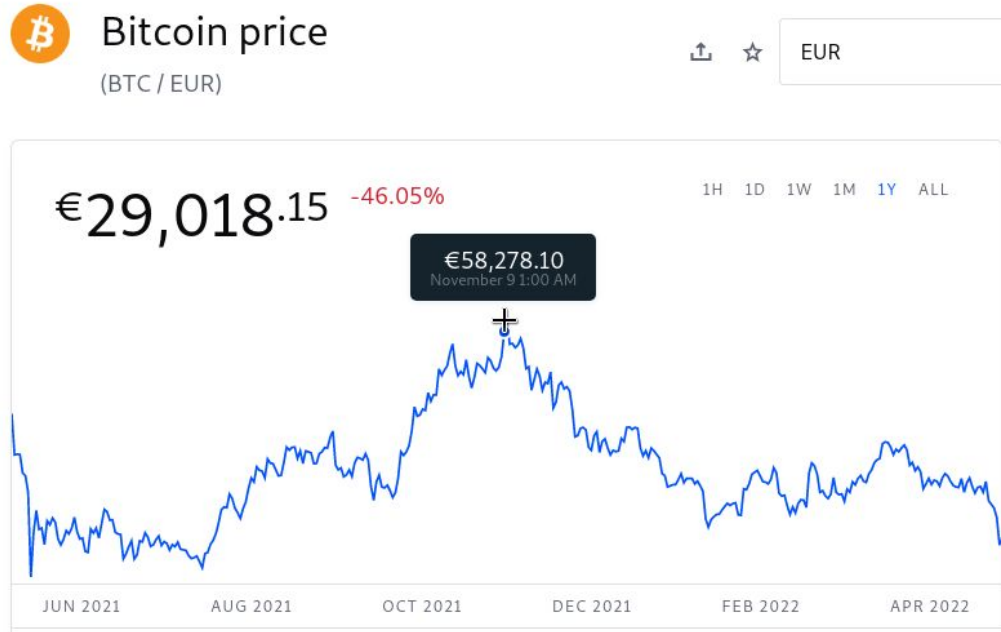 Bitcoin price
(BTC / EUR)
EUR
€29,018.15 -46.05%
1H 1D 1W 1M 1Y ALL
€58,278.10
November 9 1:00 AM
JUN 2021 AUG 2021 OCT 2021 DEC 2021 FEB 2022 APR 2022